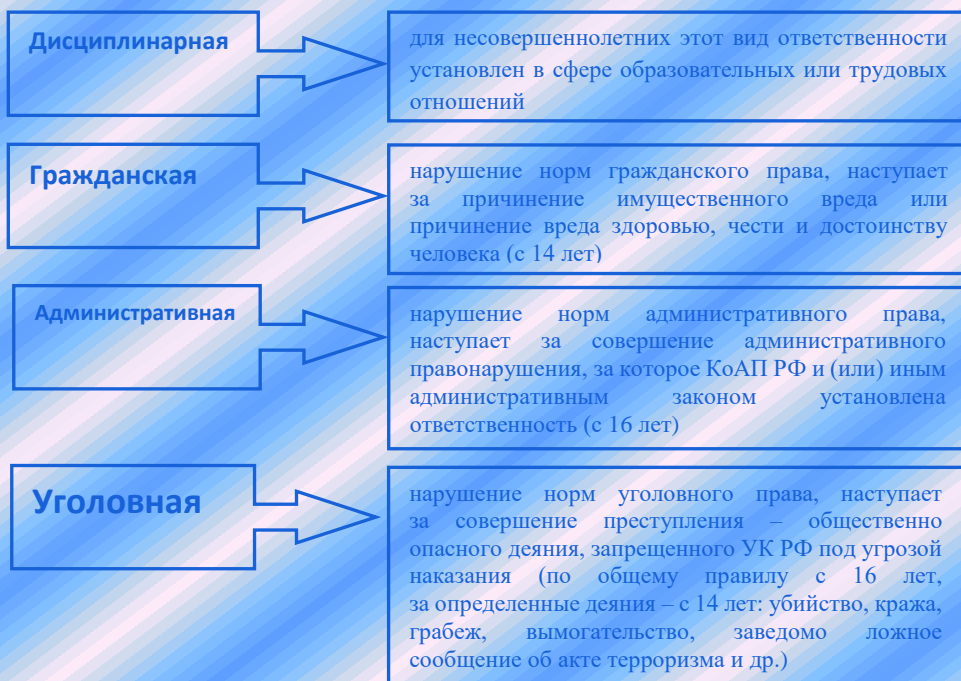 Дисциплинарная
для несовершеннолетних этот вид ответственности
установлен в сфере образовательных или трудовых
отношений
Гражданская
нарушение норм гражданского права, наступает
за причинение имущественного вреда или
причинение вреда здоровью, чести и достоинству
человека (с 14 лет)
Административная
нарушение норм административного права,
наступает за совершение административного
правонарушения, за которое КоАП РФ и (или) иным
административным законом установлена
ответственность (с 16 лет)
Уголовная
нарушение норм уголовного права, наступает
за совершение преступления – общественно
опасного деяния, запрещенного УК РФ под угрозой
наказания (по общему правилу с 16 лет,
за определенные деяния – с 14 лет: убийство, кража,
грабеж, вымогательство, заведомо ложное
сообщение об акте терроризма и др.)